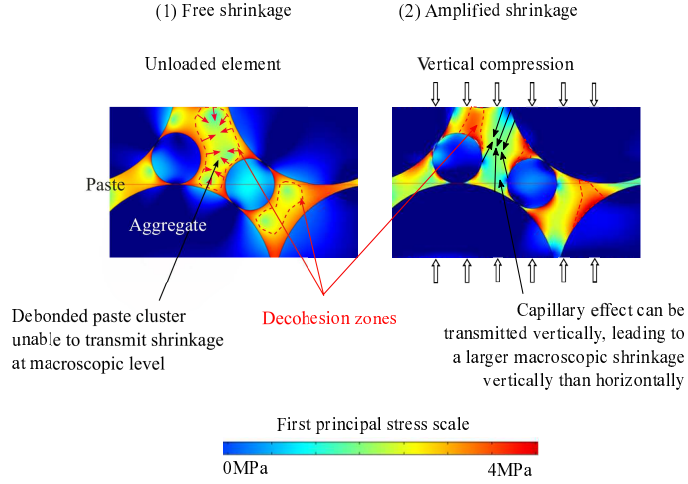 (1) Free shrinkage
(2) Amplified shrinkage
Unloaded element
Vertical compression
Paste
Aggregate
Debonded paste cluster
unable to transmit shrinkage
at macroscopic level
Decohesion zones
Capillary effect can be
transmitted vertically, leading to
a larger macroscopic shrinkage
vertically than horizontally
First principal stress scale
0MPa
4MPa